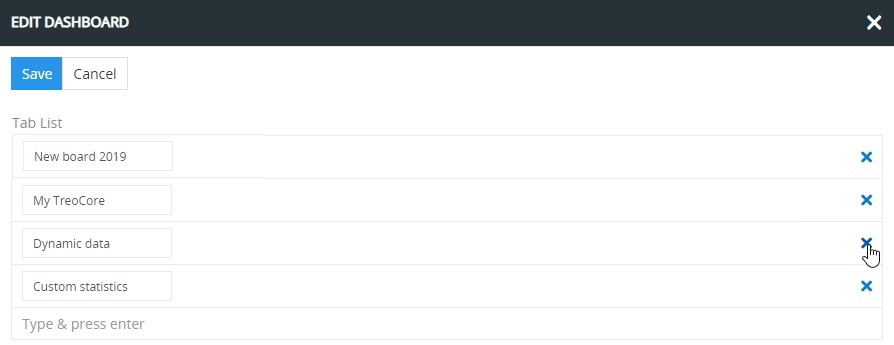 EDIT DASHBOARD
Save Cancel
Tab List
New board 2019
My TreoCore
Dynamic data
Custom statistics
Type & press enter